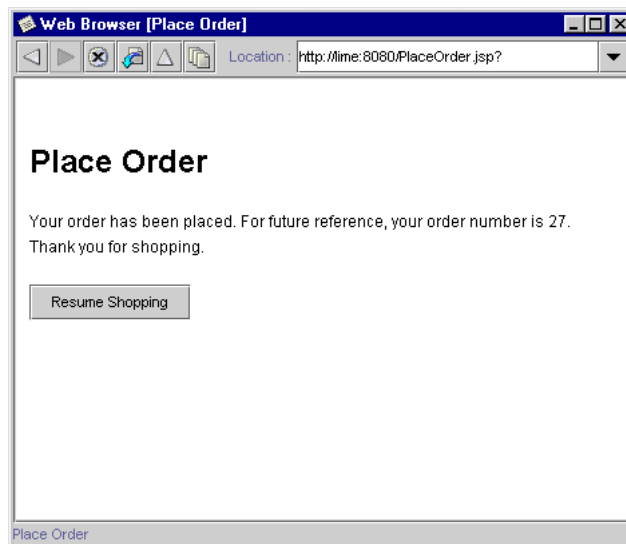 Web Browser [Place Order]
Location : http://lime:8080/PlaceOrder.jsp?
Place Order
Your order has been placed. For future reference, your order number is 27.
Thank you for shopping.
Resume Shopping
Place Order